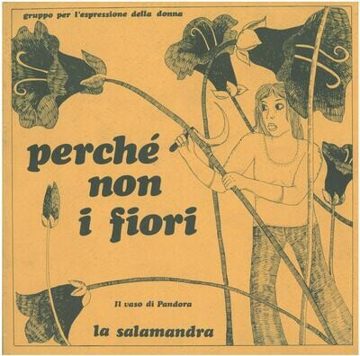 gruppo per l'espressione della donna
perché
non
i fiori
Il vaso di Pandora
la salamandra